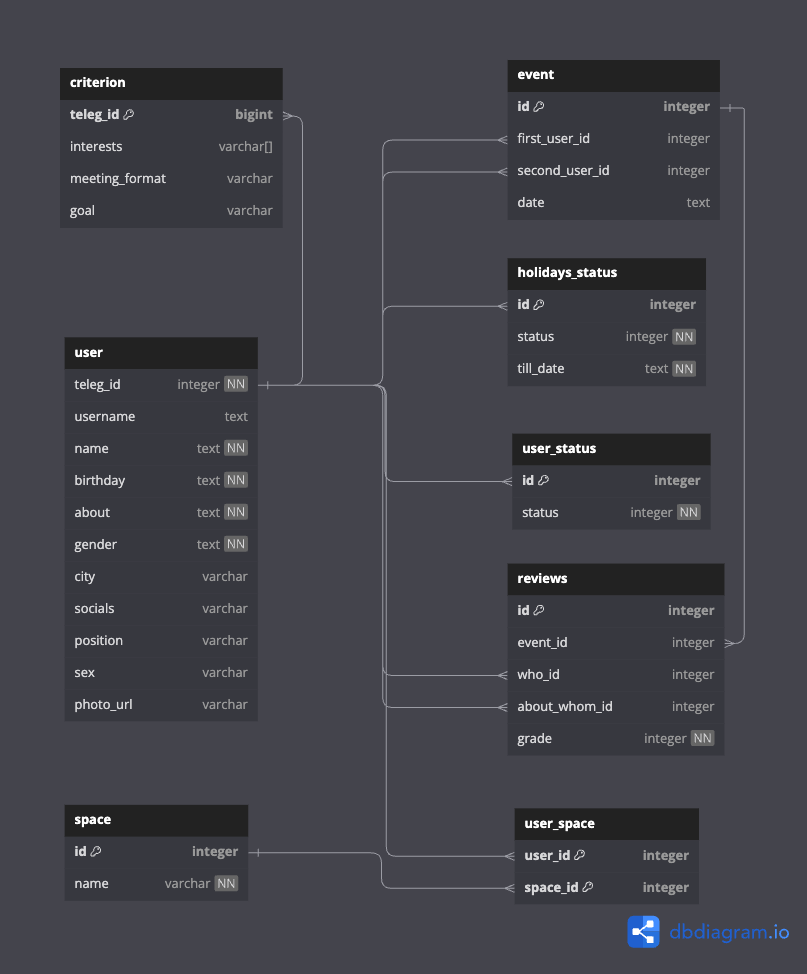 criterion
teleg_id bigint
interests varchar[]
meeting_format varchar
goal varchar
user
teleg_id integer NN
username text
name text NN
birthday text NN
about text NN
gender text NN
city varchar
socials varchar
position varchar
sex varchar
photo_url varchar
space
id integer
name varchar NN
event
id integer
first_user_id integer
second_user_id integer
date text
holidays_status
id integer
status integer NN
till_date text NN
user_status
id integer
status integer NN
reviews
id integer
event_id integer
who_id integer
about_whom_id integer
grade integer NN
user_space
user_id integer
space_id integer
dbdiagram.io